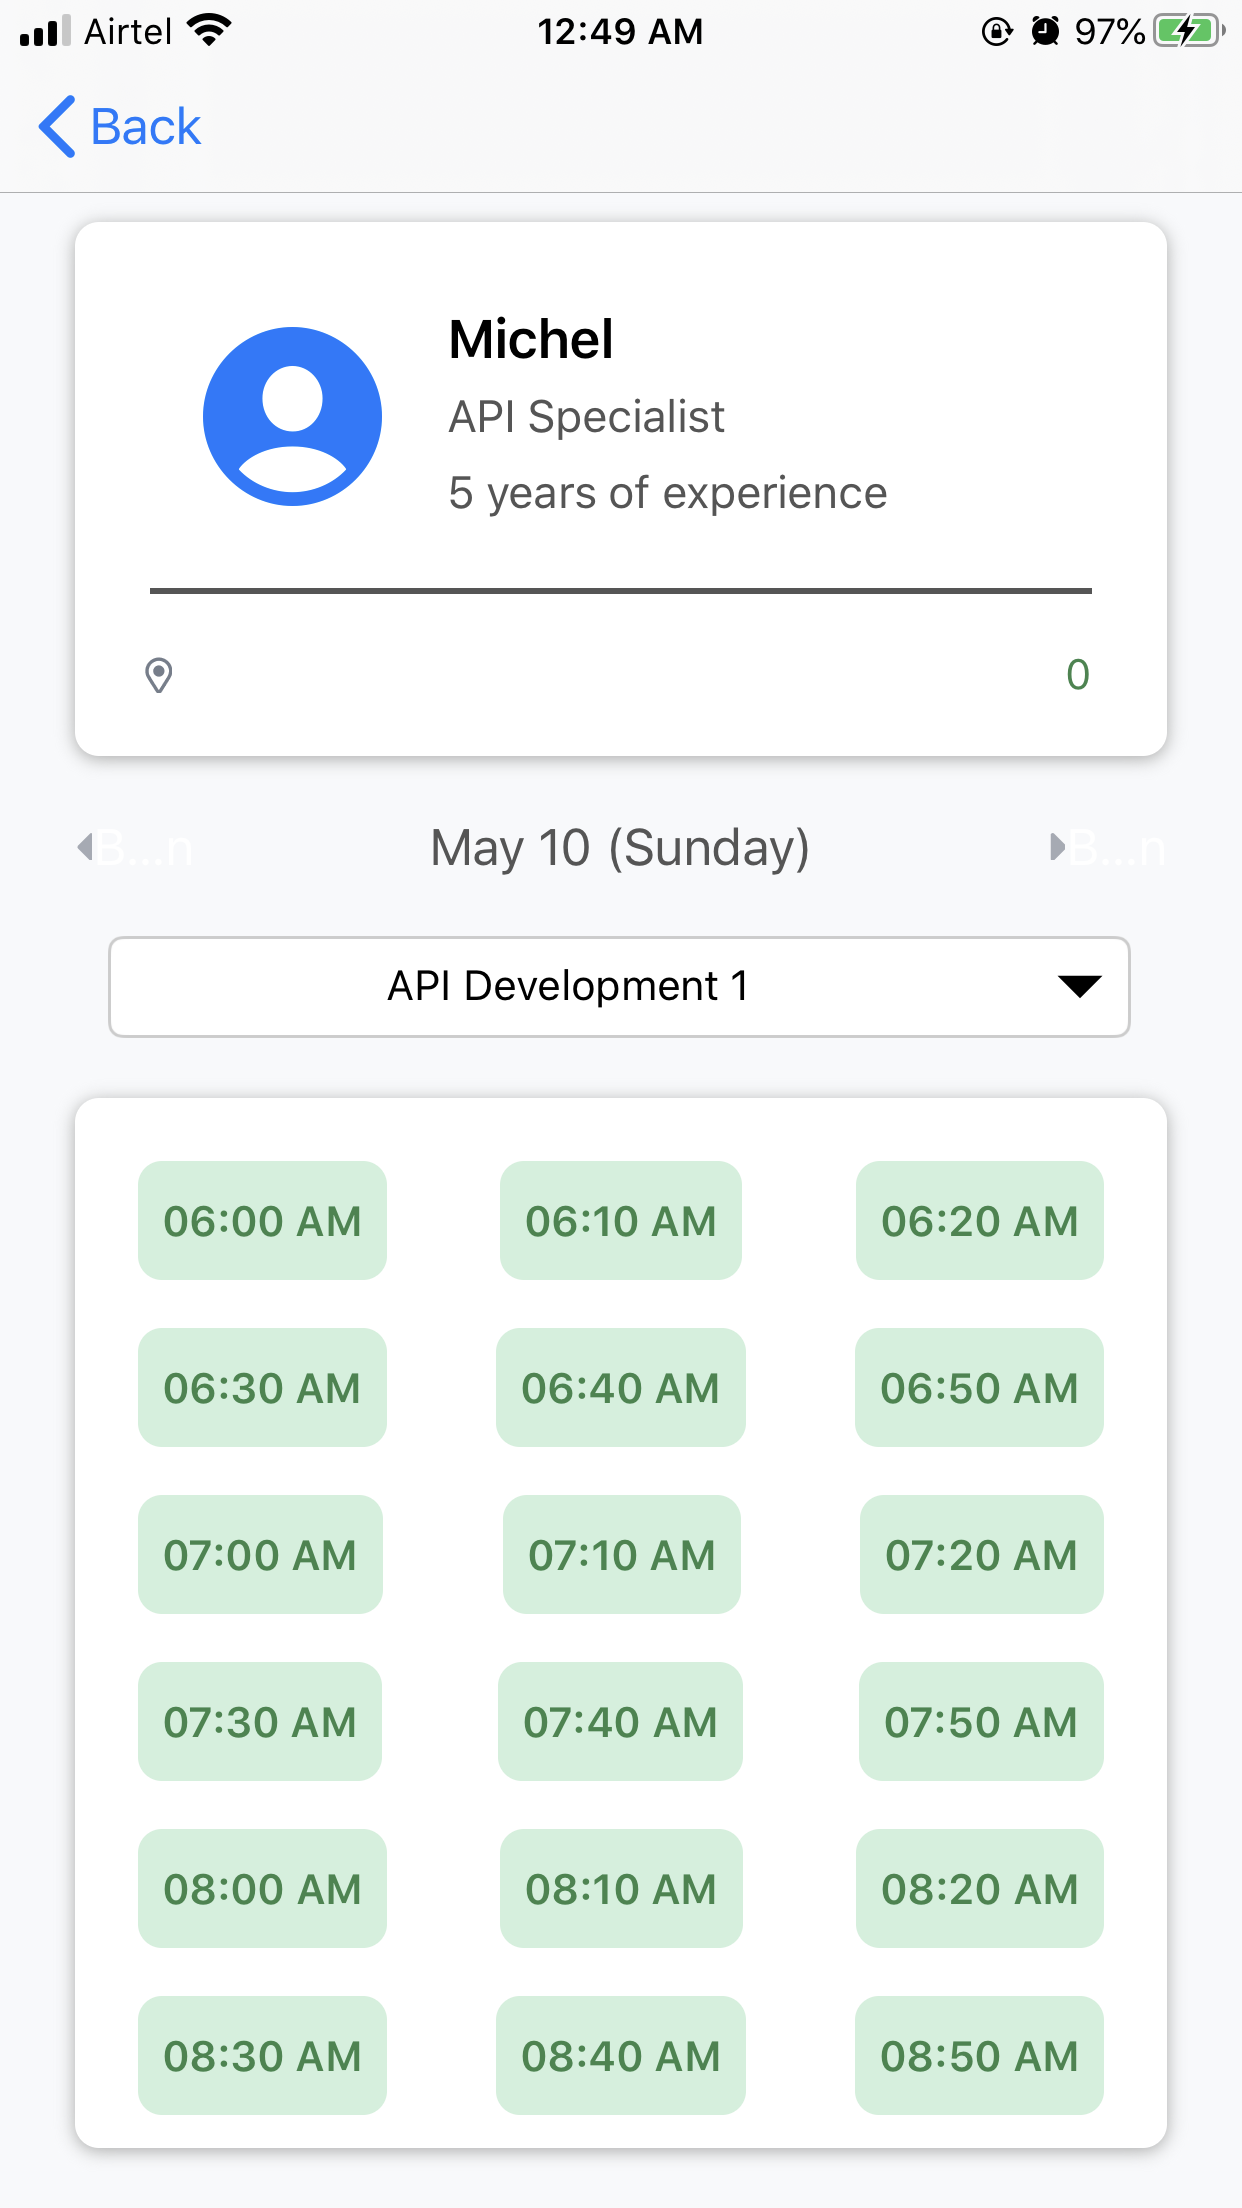 Airtel 12:49 AM 97%
Back
Michel
API Specialist
5 years of experience
0
B...n May 10 (Sunday) B...n
API Development 1
06:00 AM 06:10 AM 06:20 AM
06:30 AM 06:40 AM 06:50 AM
07:00 AM 07:10 AM 07:20 AM
07:30 AM 07:40 AM 07:50 AM
08:00 AM 08:10 AM 08:20 AM
08:30 AM 08:40 AM 08:50 AM